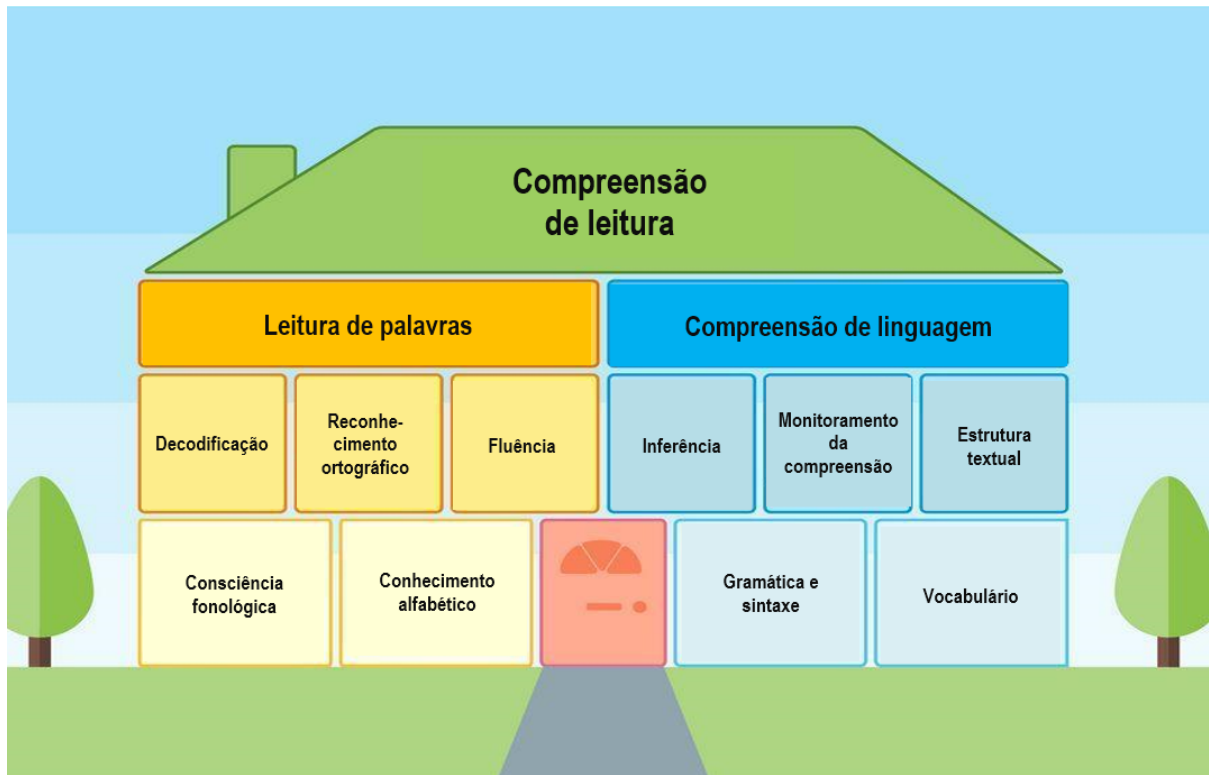 Compreensão
de leitura
Leitura de palavras
Compreensão de linguagem
Decodificação
Reconhe-
cimento
ortográfico
Fluência
Inferência
Monitoramento
da
compreensão
Estrutura
textual
Consciência
fonológica
Conhecimento
alfabético
Gramática e
sintaxe
Vocabulário